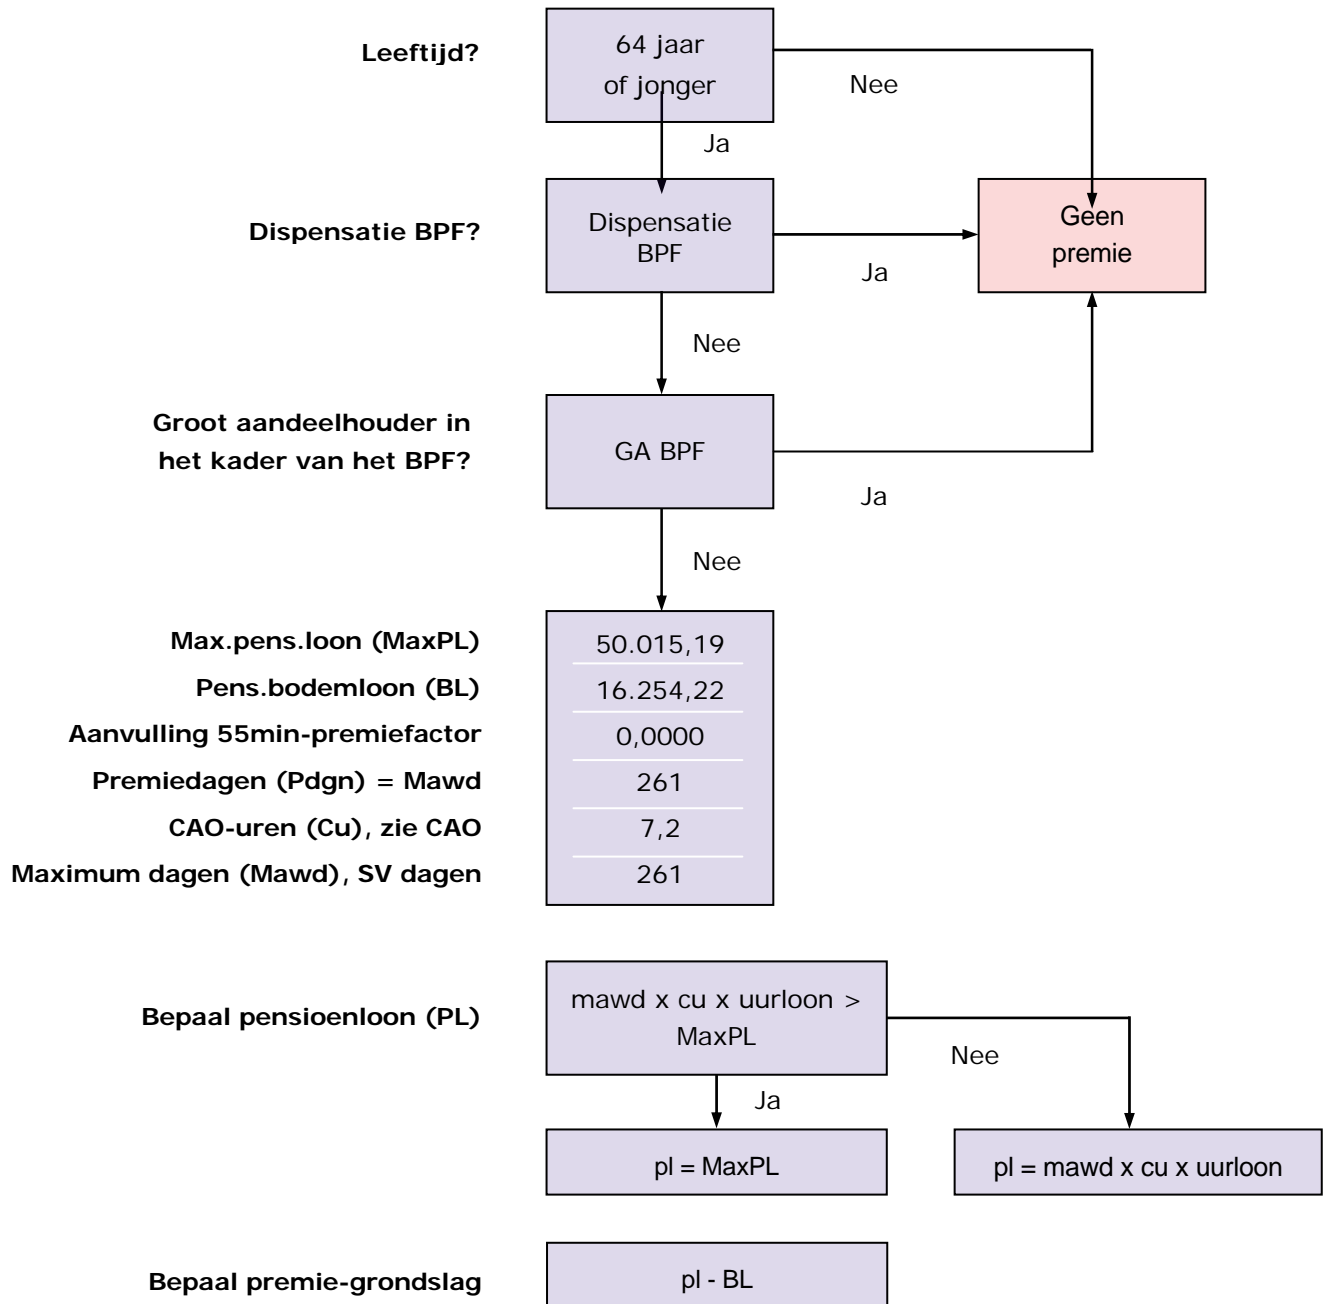 Leeftijd?
64 jaar
of jonger
Nee
Ja
Dispensatie BPF?
Dispensatie
BPF
Ja
Geen
premie
Nee
Groot aandeelhouder in
het kader van het BPF?
GA BPF
Ja
Nee
Max.pens.loon (MaxPL) 50.015,19
Pens.bodemloon (BL) 16.254,22
Aanvulling 55min-premiefactor 0,0000
Premiedagen (Pdgn) = Mawd 261
CAO-uren (Cu), zie CAO 7,2
Maximum dagen (Mawd), SV dagen 261
Bepaal pensioenloon (PL)
mawd x cu x uurloon >
MaxPL
Nee
Ja
pl = MaxPL
pl = mawd x cu x uurloon
Bepaal premie-grondslag
pl - BL